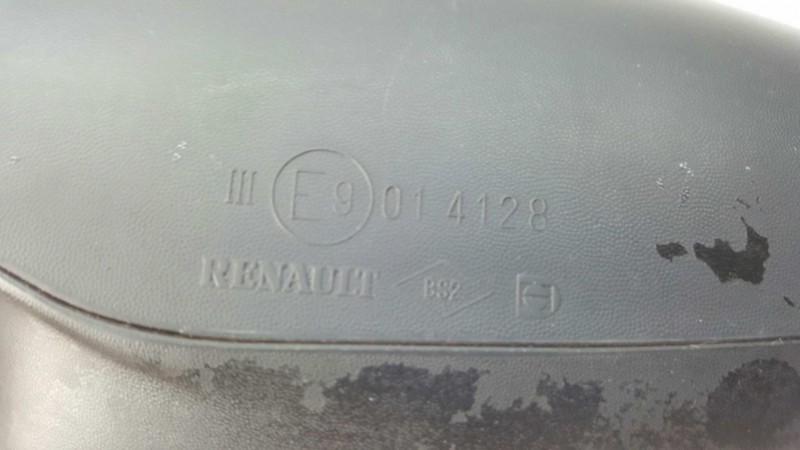 III E9 01 4128
RENAULT BS2